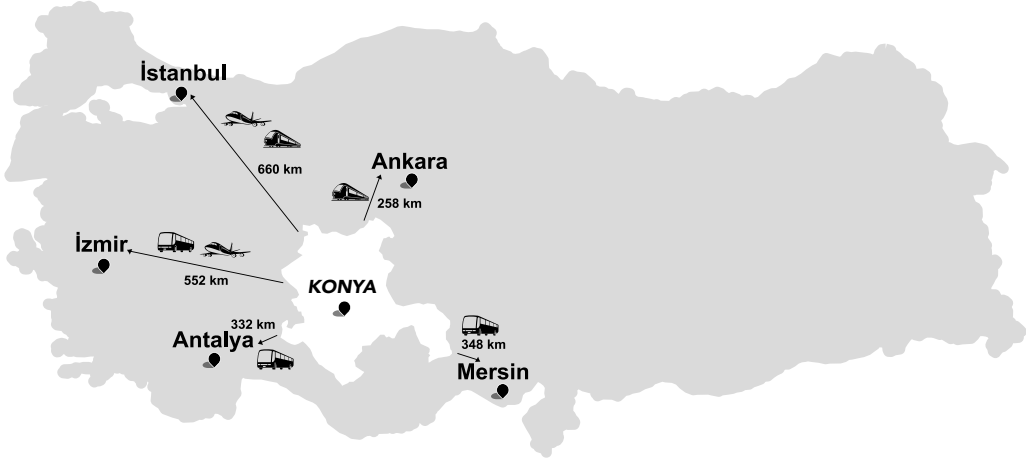 İstanbul
660 km
Ankara
258 km
İzmir
552 km
KONYA
332 km
Antalya
348 km
Mersin